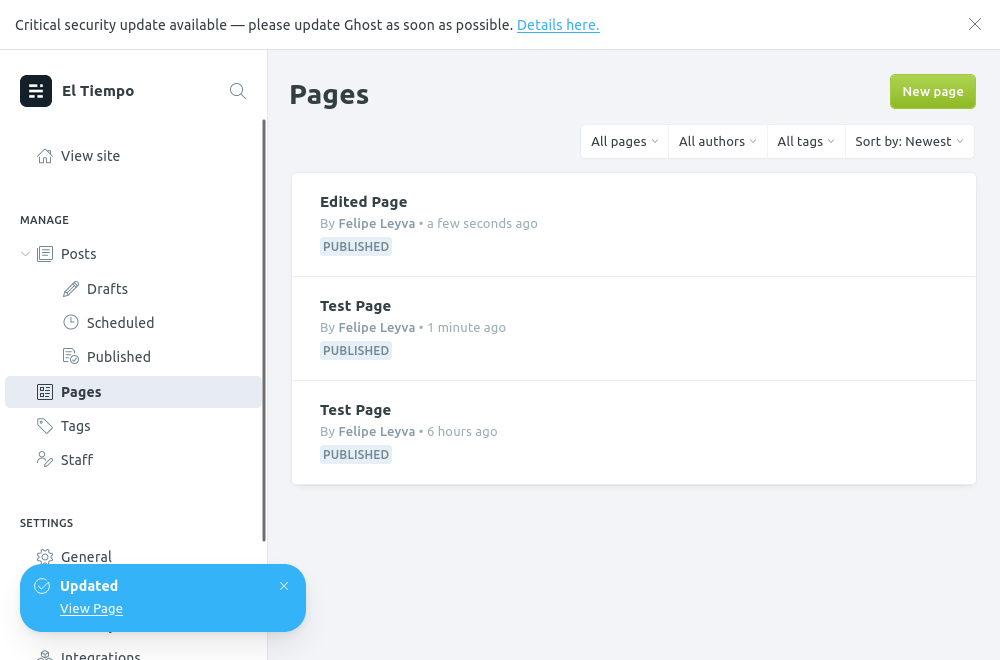 Critical security update available — please update Ghost as soon as possible. Details here.
El Tiempo
View site
MANAGE
Posts
Drafts
Scheduled
Published
Pages
Tags
Staff
SETTINGS
General
Integrations
Updated
View Page
Pages
New page
All pages
All authors
All tags
Sort by: Newest
Edited Page
By Felipe Leyva • a few seconds ago
PUBLISHED
Test Page
By Felipe Leyva • 1 minute ago
PUBLISHED
Test Page
By Felipe Leyva • 6 hours ago
PUBLISHED